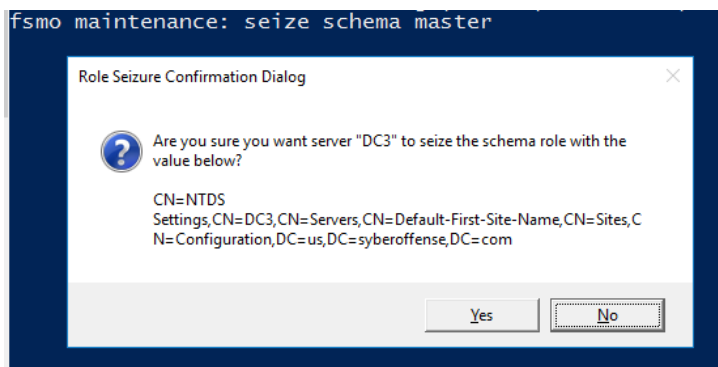 fsmo maintenance: seize schema master
Role Seizure Confirmation Dialog
Are you sure you want server "DC3" to seize the schema role with the
value below?
CN=NTDS
Settings,CN=DC3,CN=Servers,CN=Default-First-Site-Name,CN=Sites,C
N=Configuration,DC=us,DC=syberoffense,DC=com
Yes
No